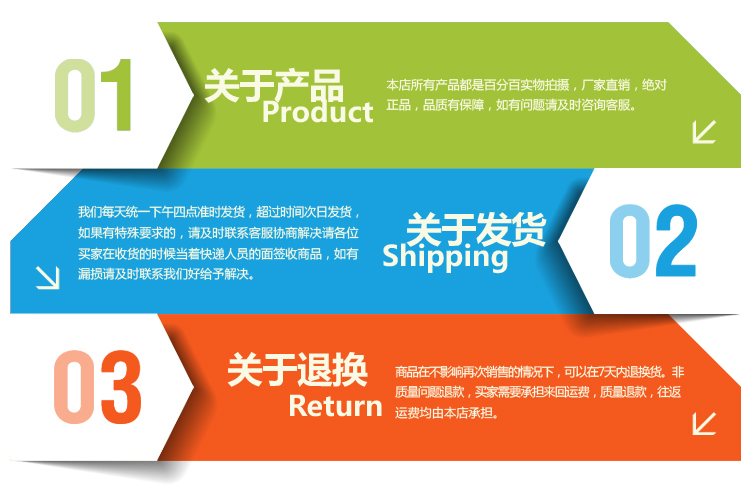 01
关于产品
Product
本店所有产品都是百分百实物拍摄，厂家直销，绝对
正品，品质有保障，如有问题请及时咨询客服。
我们每天统一下午四点准时发货，超过时间次日发货，
如果有特殊要求的，请及时联系客服协商解决请各位
买家在收货的时候当着快递人员的面签收商品，如有
漏损请及时联系我们好给予解决。
关于发货
Shipping
02
03
关于退换
Return
商品在不影响再次销售的情况下，可以在7天内退换货。非
质量问题退款，买家需要承担来回运费，质量退款，往返
运费均由本店承担。